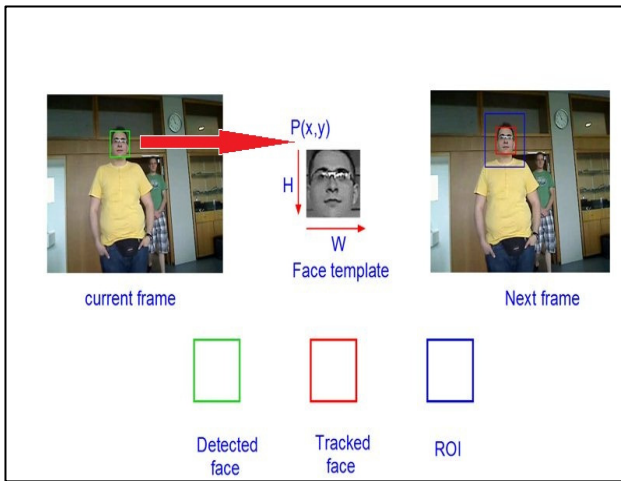 P(x,y)
H
W
Face template
current frame
Next frame
Detected
face
Tracked
face
ROI